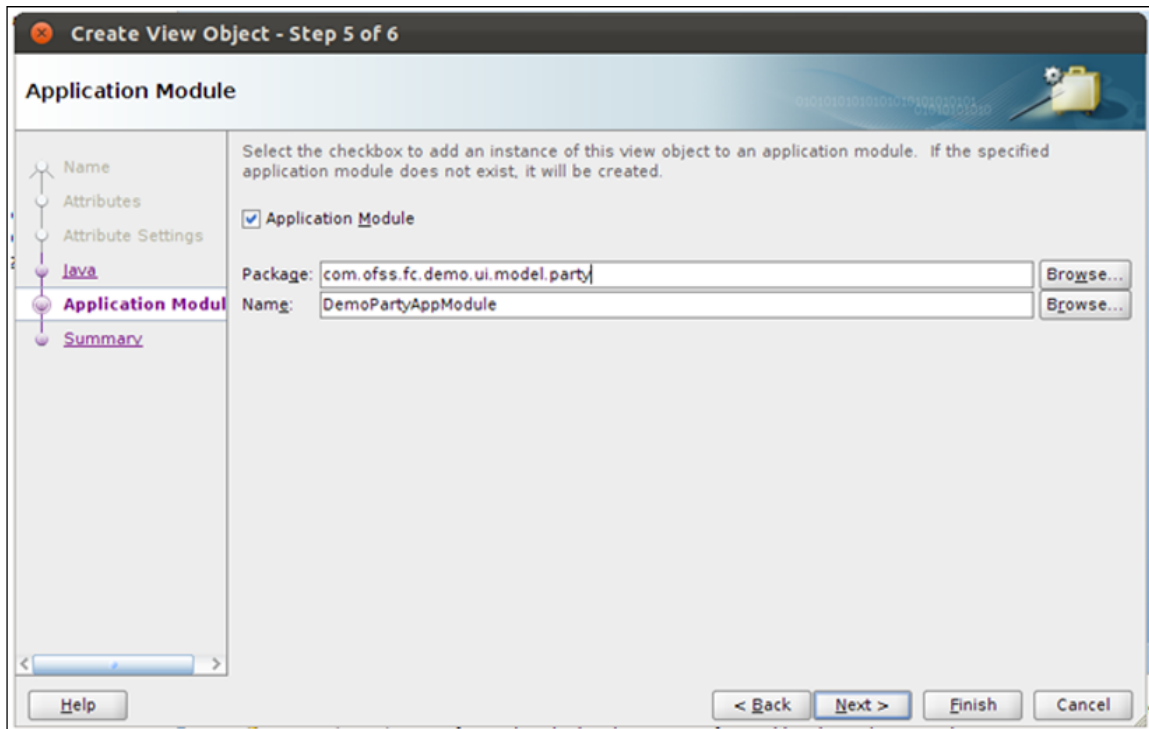 Create View Object - Step 5 of 6
Application Module
Name
Attributes
Attribute Settings
Java
Application Modul
Summary
Select the checkbox to add an instance of this view object to an application module. If the specified
application module does not exist, it will be created.
Application Module
Package: com.ofss.fc.demo.ui.model.party Browse...
Name: DemoPartyAppModule Browse...
Help < Back Next > Finish Cancel